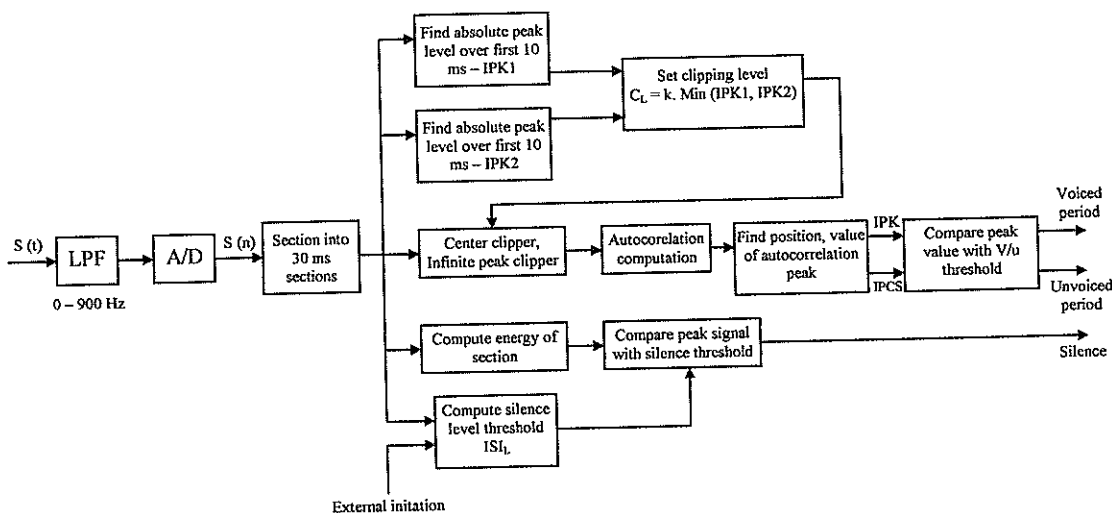 Find absolute peak
level over first 10
ms – IPK1
Set clipping level
C_L = k. Min (IPK1, IPK2)
Find absolute peak
level over first 10
ms – IPK2
S (t)
LPF
0 – 900 Hz
A/D
S (n)
Section into
30 ms
sections
Center clipper,
Infinite peak clipper
Autocorelation
computation
Find position, value
of autocorrelation
peak
IPK
IPCS
Compare peak
value with V/u
threshold
Voiced
period
Unvoiced
period
Compute energy of
section
Compare peak signal
with silence threshold
Silence
Compute silence
level threshold
ISI_L
External initation